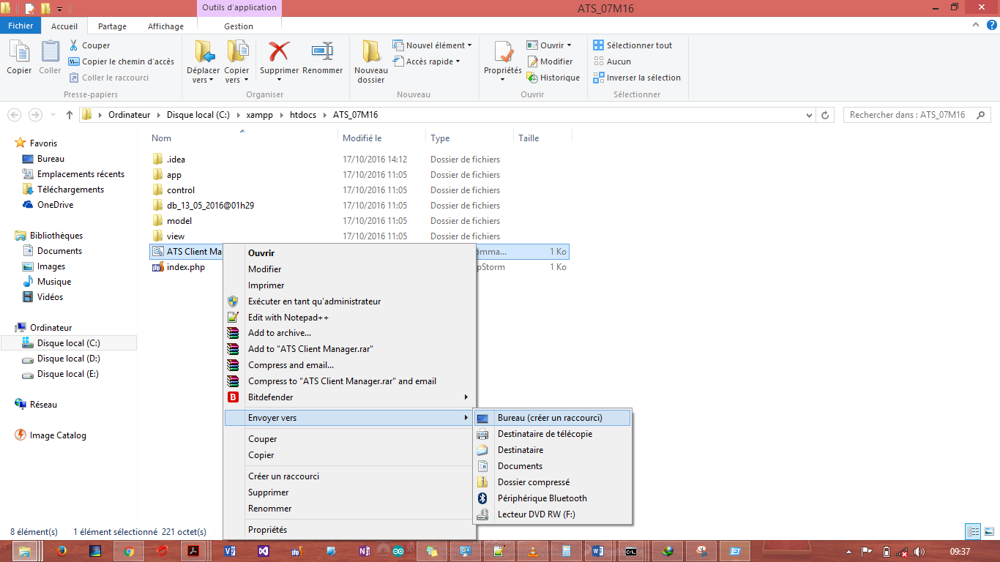 Outils d'application
ATS_07M16
Fichier Accueil Partage Affichage Gestion
Copier Coller Couper
Copier le chemin d'accès
Coller le raccourci
Presse-papiers
Déplacer vers Copier vers Supprimer Renommer
Organiser
Nouveau dossier Nouvel élément
Accès rapide
Nouveau
Propriétés Ouvrir
Modifier
Historique
Ouvrir
Sélectionner tout
Aucun
Inverser la sélection
Sélectionner
Ordinateur Disque local (C:) xampp htdocs ATS_07M16
Rechercher dans : ATS_07M16
Favoris
Bureau
Emplacements récents
Téléchargements
OneDrive
Bibliothèques
Documents
Images
Musique
Vidéos
Ordinateur
Disque local (C:)
Disque local (D:)
Disque local (E:)
Réseau
Image Catalog
Nom Modifié le Type Taille
.idea 17/10/2016 14:12 Dossier de fichiers
app 17/10/2016 11:05 Dossier de fichiers
control 17/10/2016 11:05 Dossier de fichiers
db_13_05_2016@01h29 17/10/2016 11:05 Dossier de fichiers
model 17/10/2016 11:05 Dossier de fichiers
view 17/10/2016 11:05 Dossier de fichiers
ATS Client Ma omma... 1 Ko
index.php pStorm 1 Ko
Ouvrir
Modifier
Imprimer
Exécuter en tant qu'administrateur
Edit with Notepad++
Add to archive...
Add to "ATS Client Manager.rar"
Compress and email...
Compress to "ATS Client Manager.rar" and email
Bitdefender
Envoyer vers
Couper
Copier
Créer un raccourci
Supprimer
Renommer
Propriétés
Bureau (créer un raccourci)
Destinataire de télécopie
Destinataire
Documents
Dossier compressé
Périphérique Bluetooth
Lecteur DVD RW (F:)
8 élément(s) 1 élément sélectionné 221 octet(s)
09:37